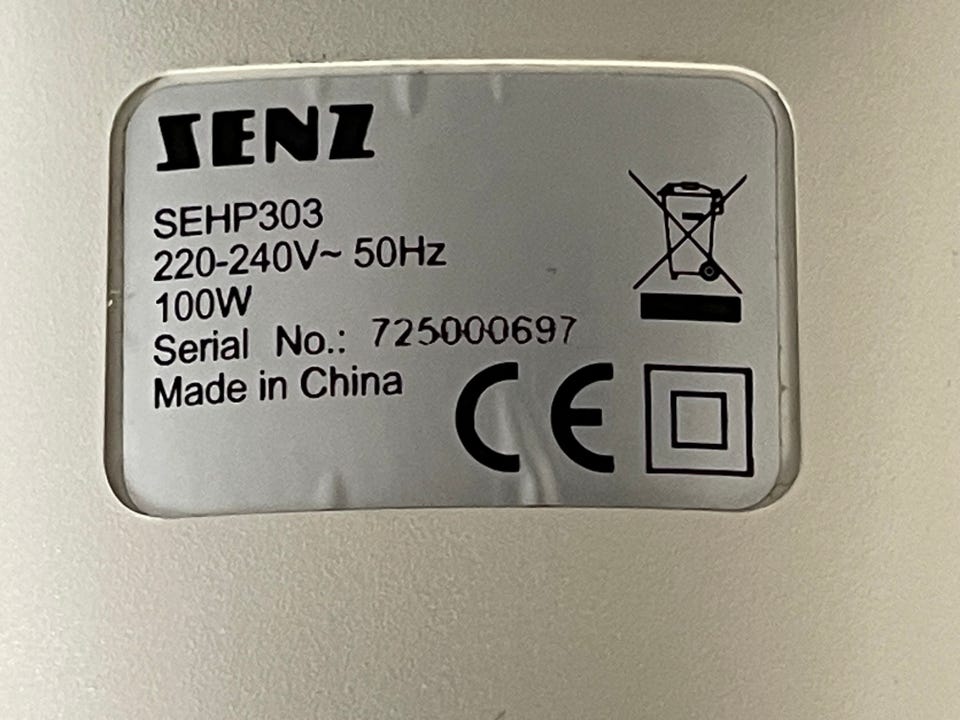 SENZ
SEHP303
220-240V~ 50Hz
100W
Serial No.: 725000697
Made in China
CE